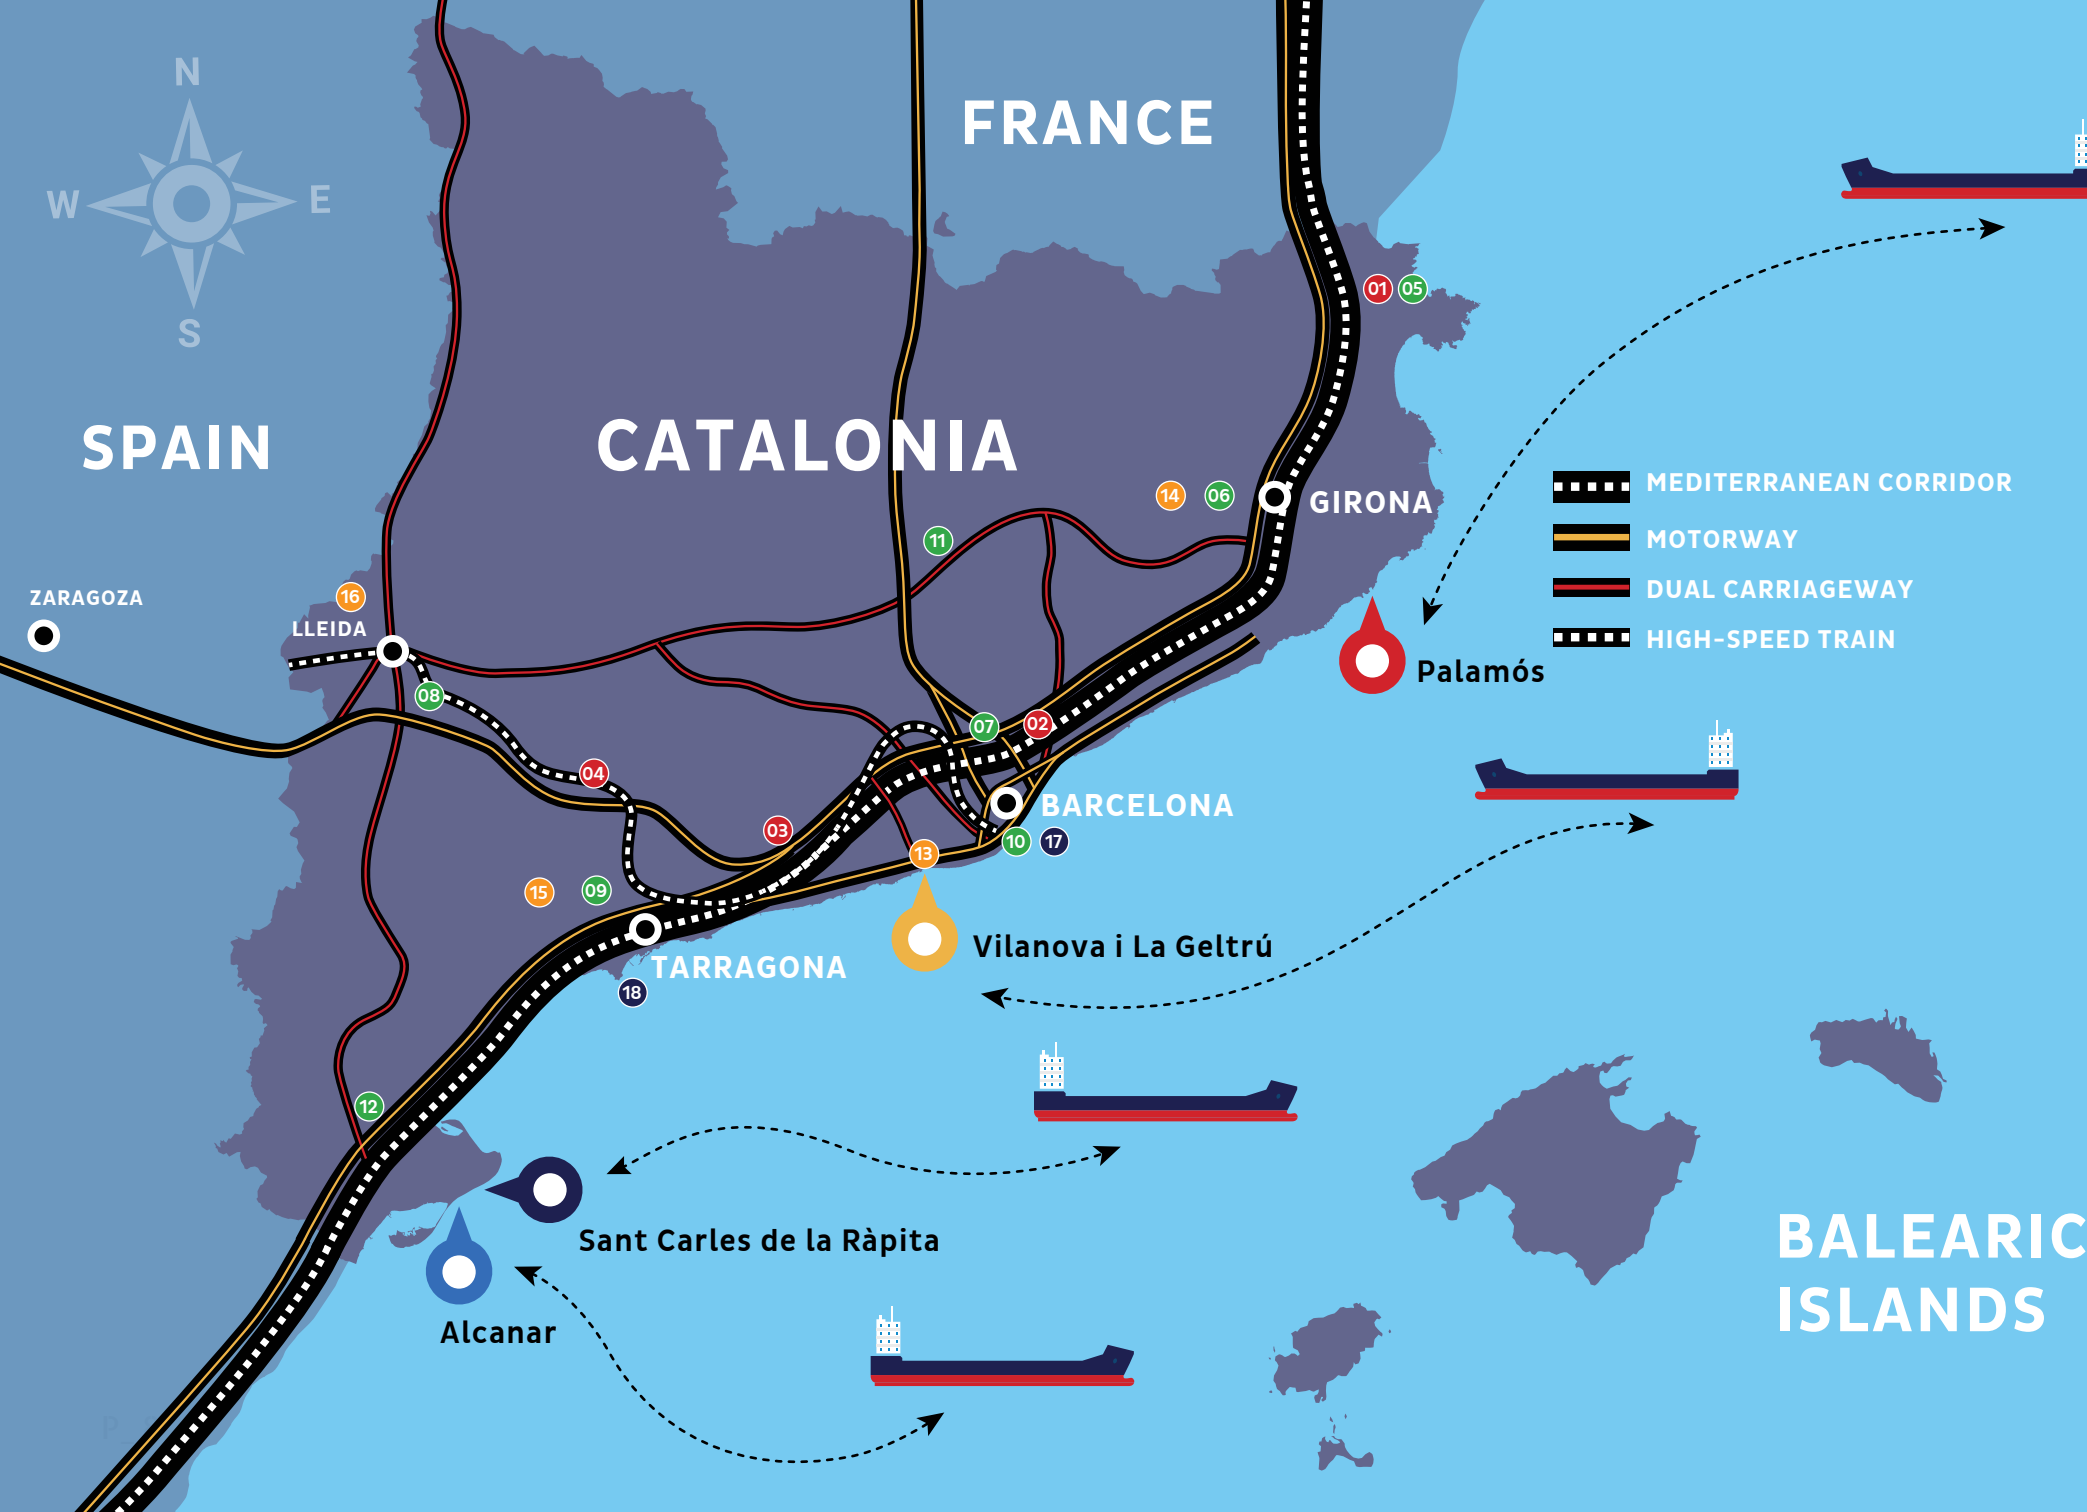 N
W
E
S
FRANCE
01
05
SPAIN
CATALONIA
MEDITERRANEAN CORRIDOR
14
06
GIRONA
11
MOTORWAY
ZARAGOZA
16
DUAL CARRIAGEWAY
LLEIDA
HIGH-SPEED TRAIN
Palamós
08
07
02
04
BARCELONA
03
10
17
13
15
09
Vilanova i La Geltrú
TARRAGONA
18
12
Sant Carles de la Ràpita
BALEARIC
ISLANDS
Alcanar
P